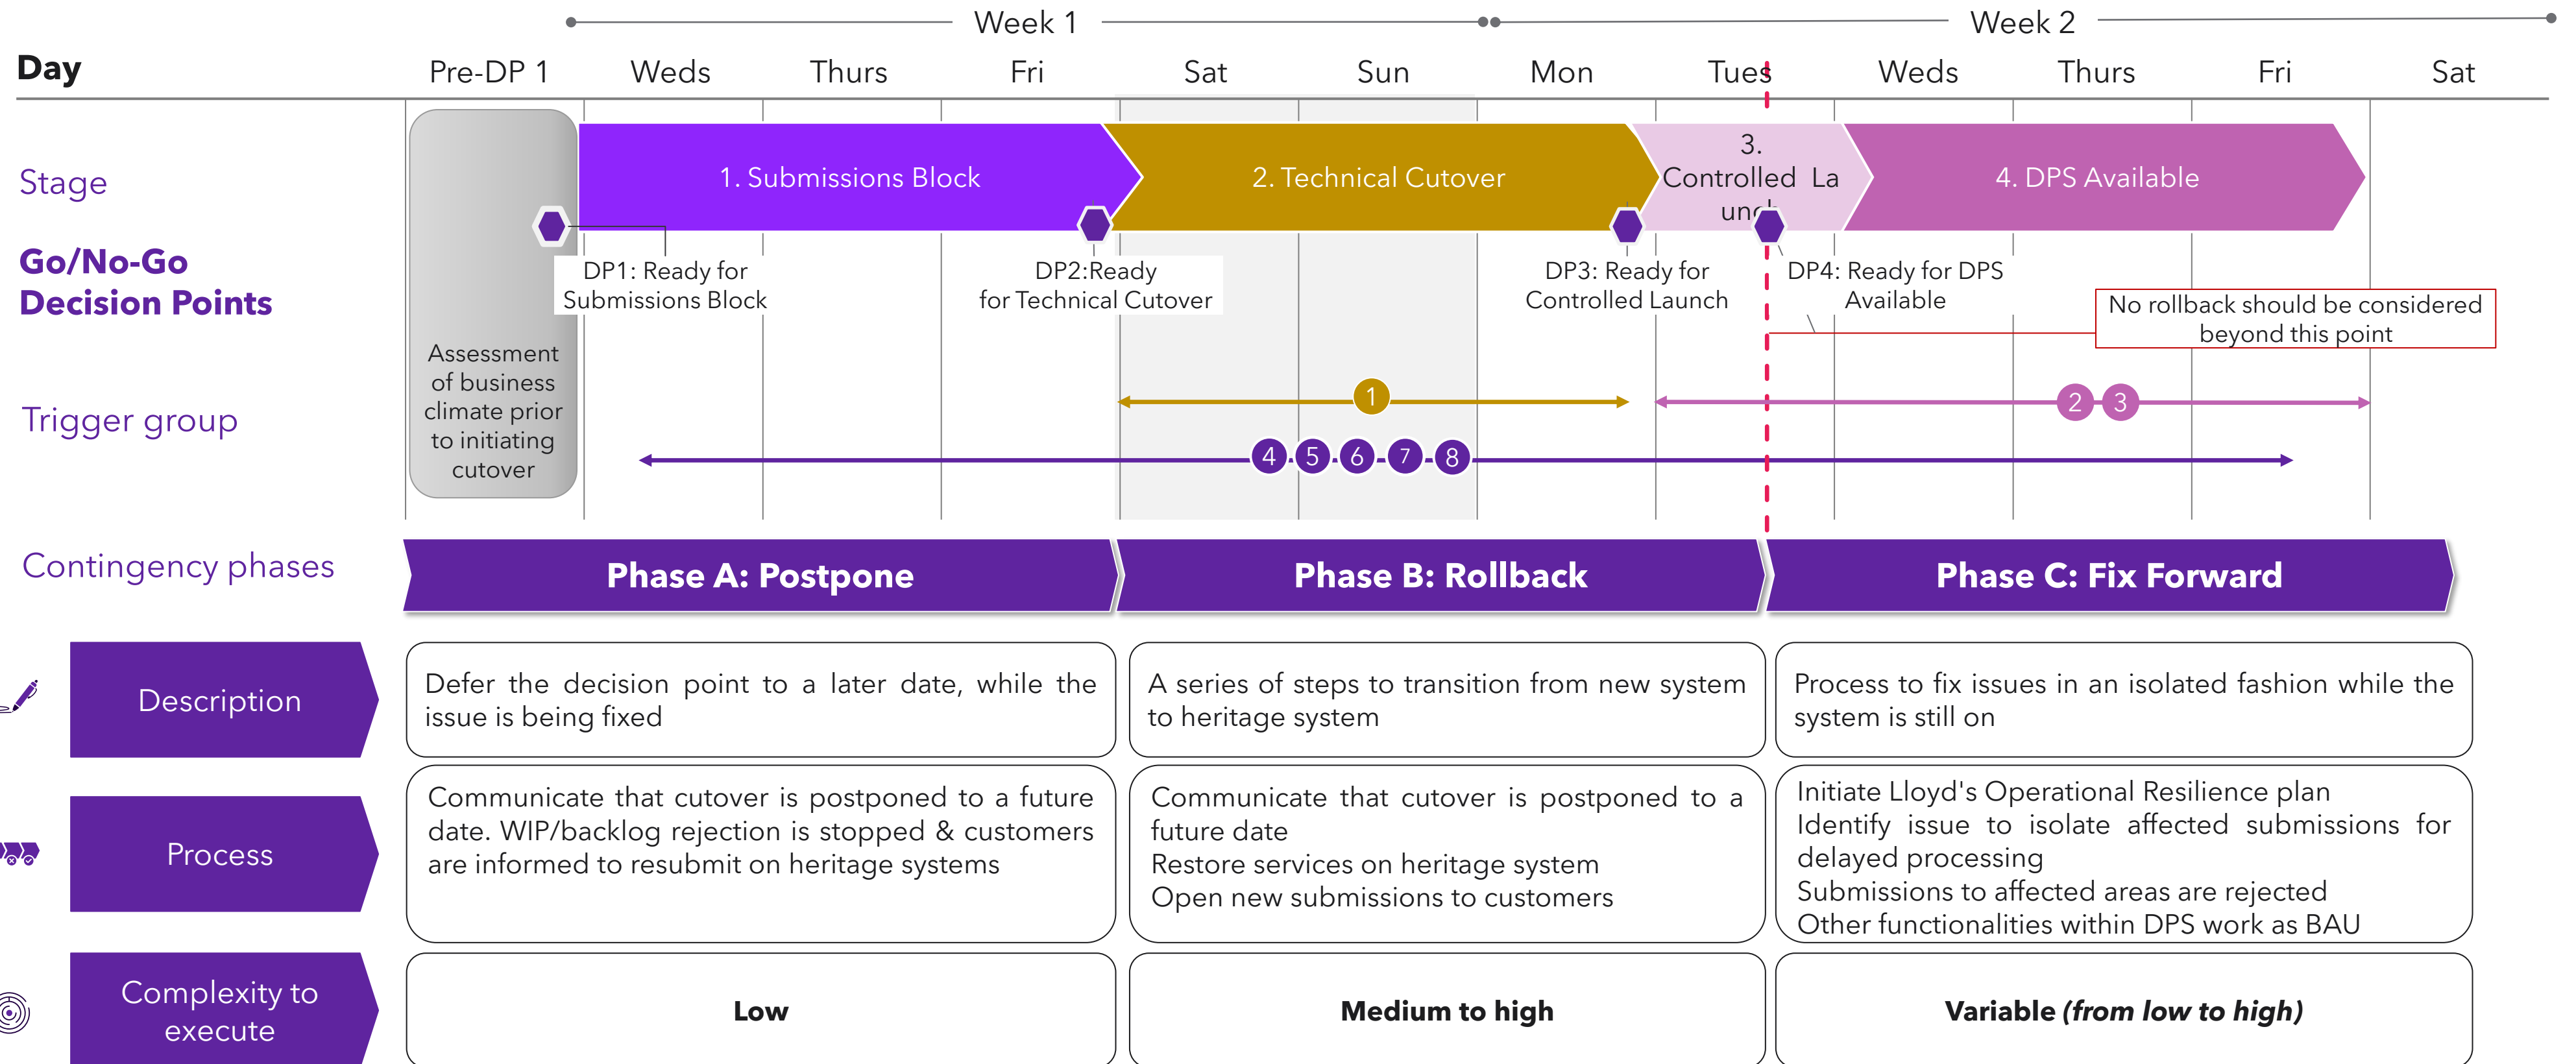 Week 1
Week 2
Day
Pre-DP 1
Weds
Thurs
Fri
Sat
Sun
Mon
Tues
Weds
Thurs
Fri
Sat
Stage
1. Submissions Block
2. Technical Cutover
3.
Controlled La
unch
4. DPS Available
Go/No-Go
Decision Points
DP1: Ready for
Submissions Block
DP2:Ready
for Technical Cutover
DP3: Ready for
Controlled Launch
DP4: Ready for DPS
Available
No rollback should be considered
beyond this point
Assessment
of business
climate prior
to initiating
cutover
Trigger group
1
2
3
4
5
6
7
8
Contingency phases
Phase A: Postpone
Phase B: Rollback
Phase C: Fix Forward
Description
Defer the decision point to a later date, while the
issue is being fixed
A series of steps to transition from new system
to heritage system
Process to fix issues in an isolated fashion while the
system is still on
Process
Communicate that cutover is postponed to a future
date. WIP/backlog rejection is stopped & customers
are informed to resubmit on heritage systems
Communicate that cutover is postponed to a
future date
Restore services on heritage system
Open new submissions to customers
Initiate Lloyd's Operational Resilience plan
Identify issue to isolate affected submissions for
delayed processing
Submissions to affected areas are rejected
Other functionalities within DPS work as BAU
Complexity to
execute
Low
Medium to high
Variable (from low to high)